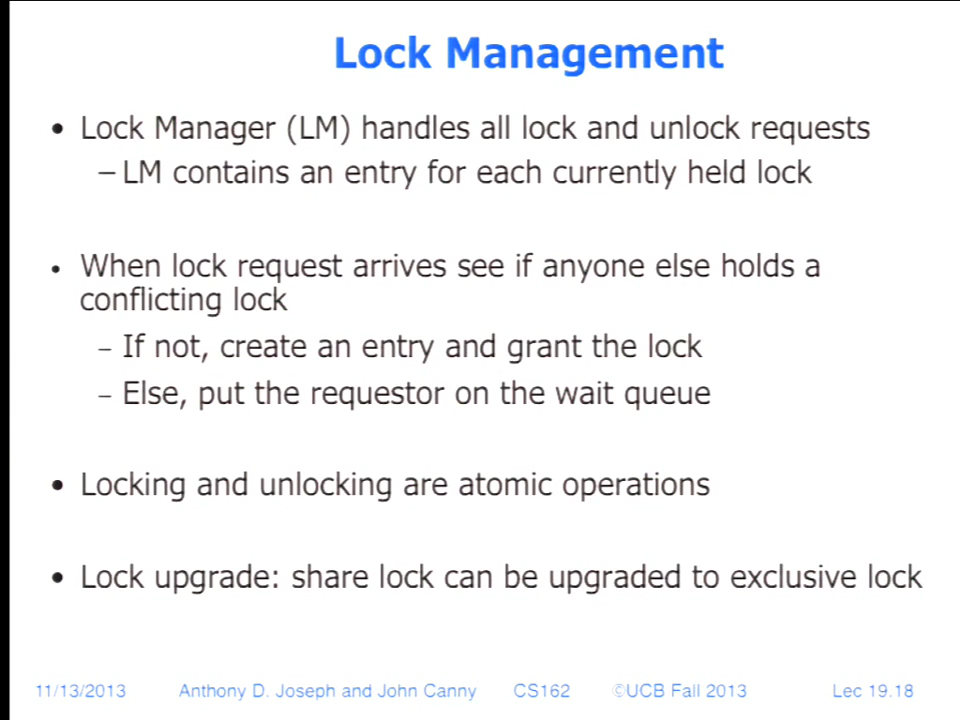 Lock Management
• Lock Manager (LM) handles all lock and unlock requests
– LM contains an entry for each currently held lock
• When lock request arrives see if anyone else holds a
conflicting lock
– If not, create an entry and grant the lock
– Else, put the requestor on the wait queue
• Locking and unlocking are atomic operations
• Lock upgrade: share lock can be upgraded to exclusive lock
11/13/2013 Anthony D. Joseph and John Canny CS162 ©UCB Fall 2013 Lec 19.18